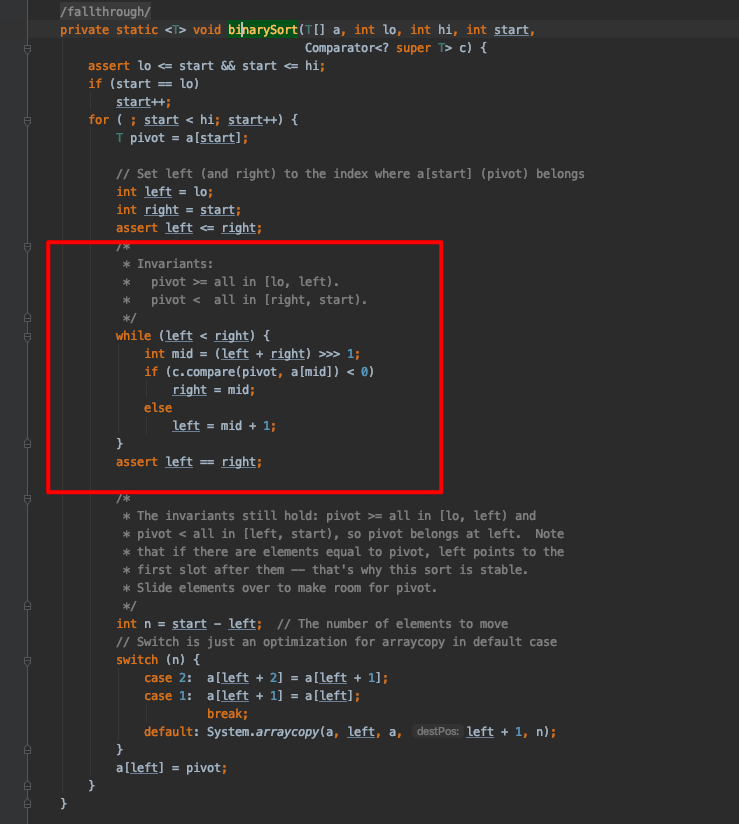 /fallthrough/
private static <T> void binarySort(T[] a, int lo, int hi, int start,
                                   Comparator<? super T> c) {
    assert lo <= start && start <= hi;
    if (start == lo)
        start++;
    for ( ; start < hi; start++) {
        T pivot = a[start];

        // Set left (and right) to the index where a[start] (pivot) belongs
        int left = lo;
        int right = start;
        assert left <= right;
        /*
         * Invariants:
         *   pivot >= all in [lo, left).
         *   pivot <  all in [right, start).
         */
        while (left < right) {
            int mid = (left + right) >>> 1;
            if (c.compare(pivot, a[mid]) < 0)
                right = mid;
            else
                left = mid + 1;
        }
        assert left == right;

        /*
         * The invariants still hold: pivot >= all in [lo, left) and
         * pivot < all in [left, start), so pivot belongs at left.  Note
         * that if there are elements equal to pivot, left points to the
         * first slot after them -- that's why this sort is stable.
         * Slide elements over to make room for pivot.
         */
        int n = start - left;  // The number of elements to move
        // Switch is just an optimization for arraycopy in default case
        switch (n) {
            case 2:  a[left + 2] = a[left + 1];
            case 1:  a[left + 1] = a[left];
                     break;
            default: System.arraycopy(a, left, a, destPos: left + 1, n);
        }
        a[left] = pivot;
    }
}